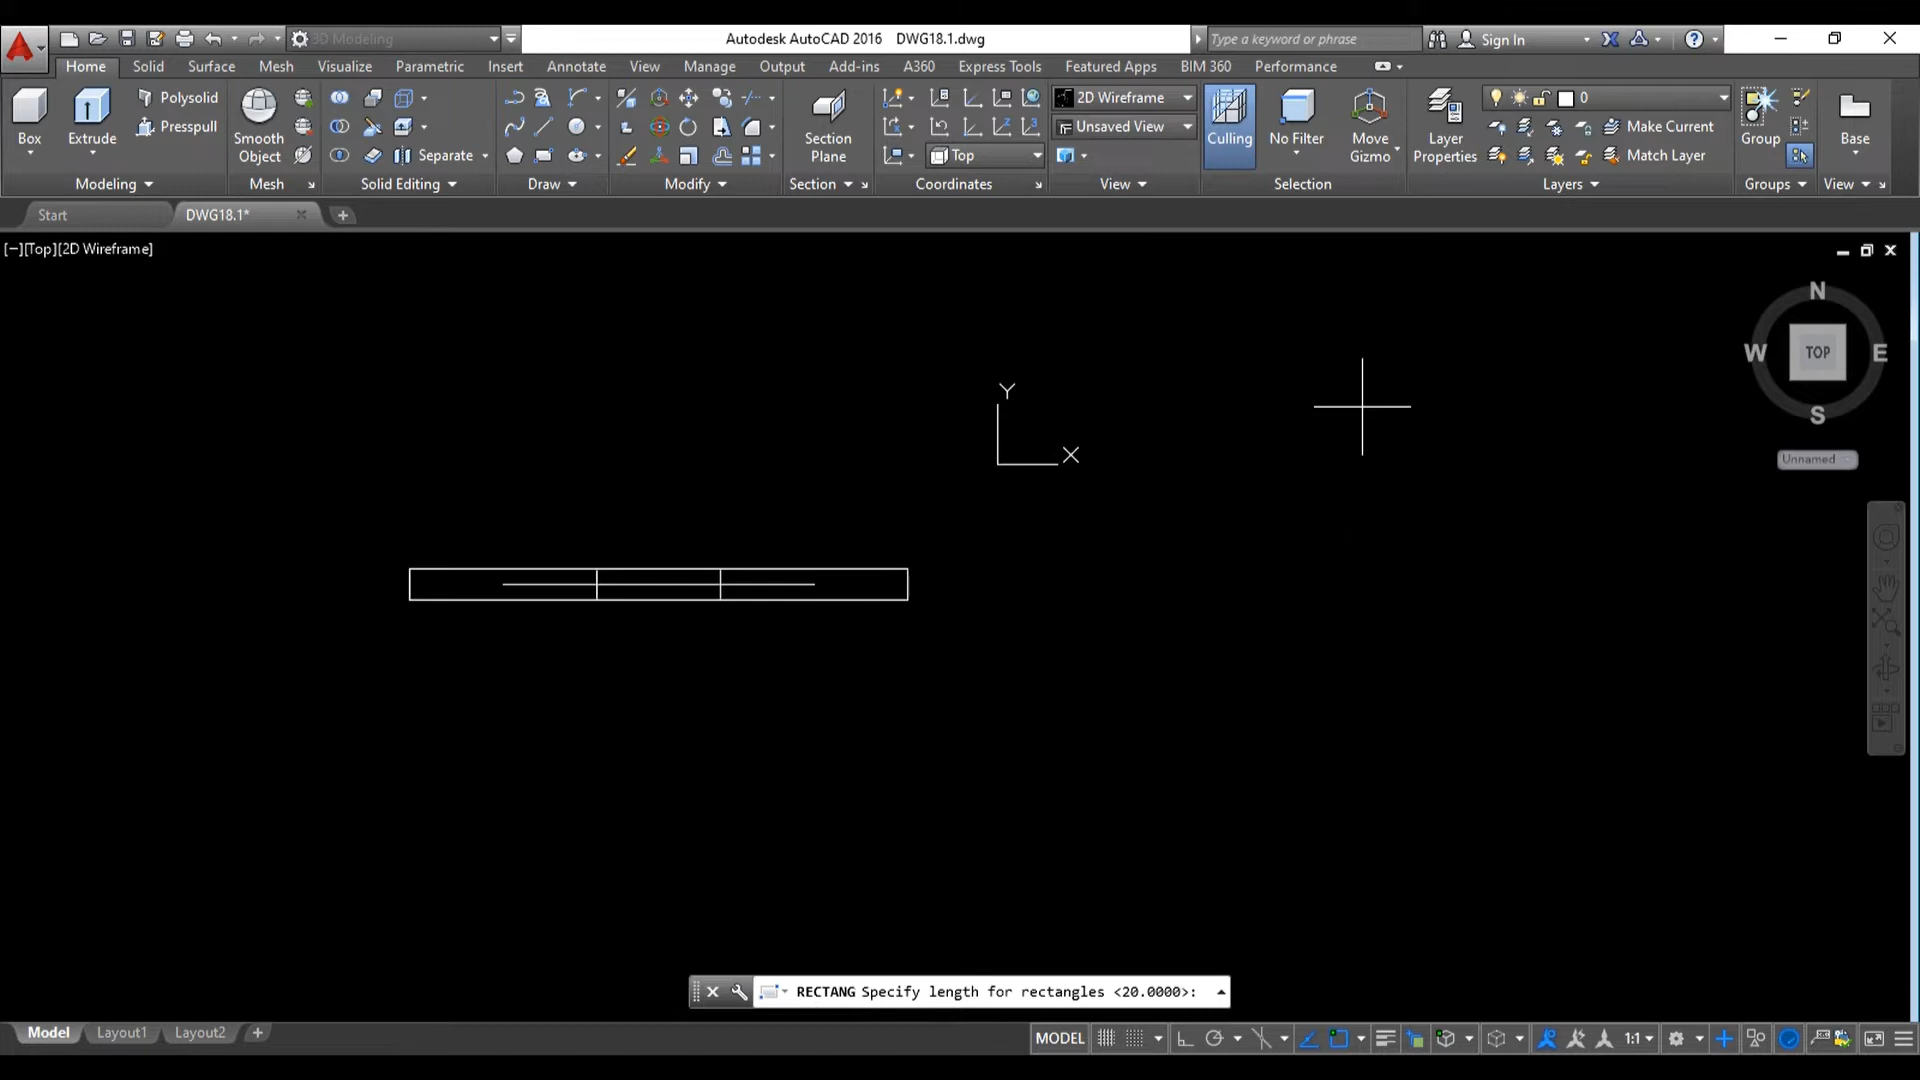 3D Modeling
Autodesk AutoCAD 2016 DWG18.1.dwg
Type a keyword or phrase
Sign In
Home Solid Surface Mesh Visualize Parametric Insert Annotate View Manage Output Add-ins A360 Express Tools Featured Apps BIM 360 Performance
Polysolid
Presspull
Box
Extrude
Smooth
Object
Separate
Section
Plane
Top
2D Wireframe
Unsaved View
Culling
No Filter
Move
Gizmo
Layer
Properties
0
Make Current
Match Layer
Group
Base
Modeling Mesh Solid Editing Draw Modify Section Coordinates View Selection Layers Groups View
Start DWG18.1*
[−][Top][2D Wireframe]
N
W TOP E
S
Unnamed
Y
X
RECTANG Specify length for rectangles <20.0000>:
Model Layout1 Layout2
MODEL
1:1